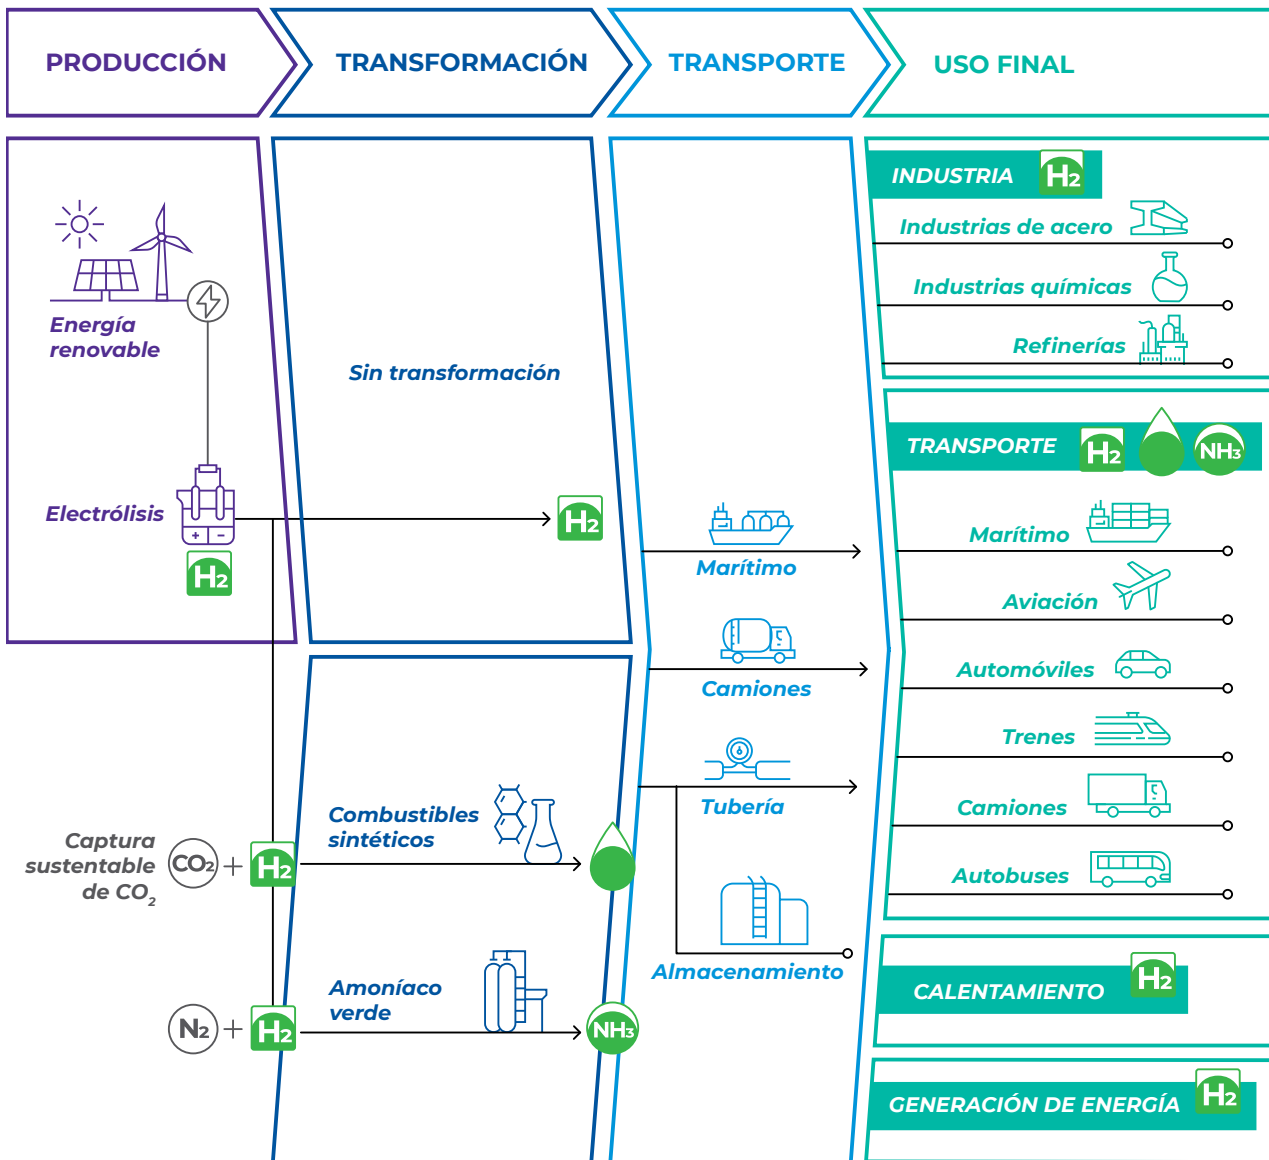 PRODUCCIÓN
TRANSFORMACIÓN
TRANSPORTE
USO FINAL
Energía
renovable
Electrólisis
+ -
H2
Captura
sustentable
de CO2
CO2 + H2
N2 + H2
Sin transformación
H2
Combustibles
sintéticos
Amoníaco
verde
NH3
Marítimo
Camiones
Tubería
Almacenamiento
INDUSTRIA H2
Industrias de acero
Industrias químicas
Refinerías
TRANSPORTE H2 NH3
Marítimo
Aviación
Automóviles
Trenes
Camiones
Autobuses
CALENTAMIENTO H2
GENERACIÓN DE ENERGÍA H2